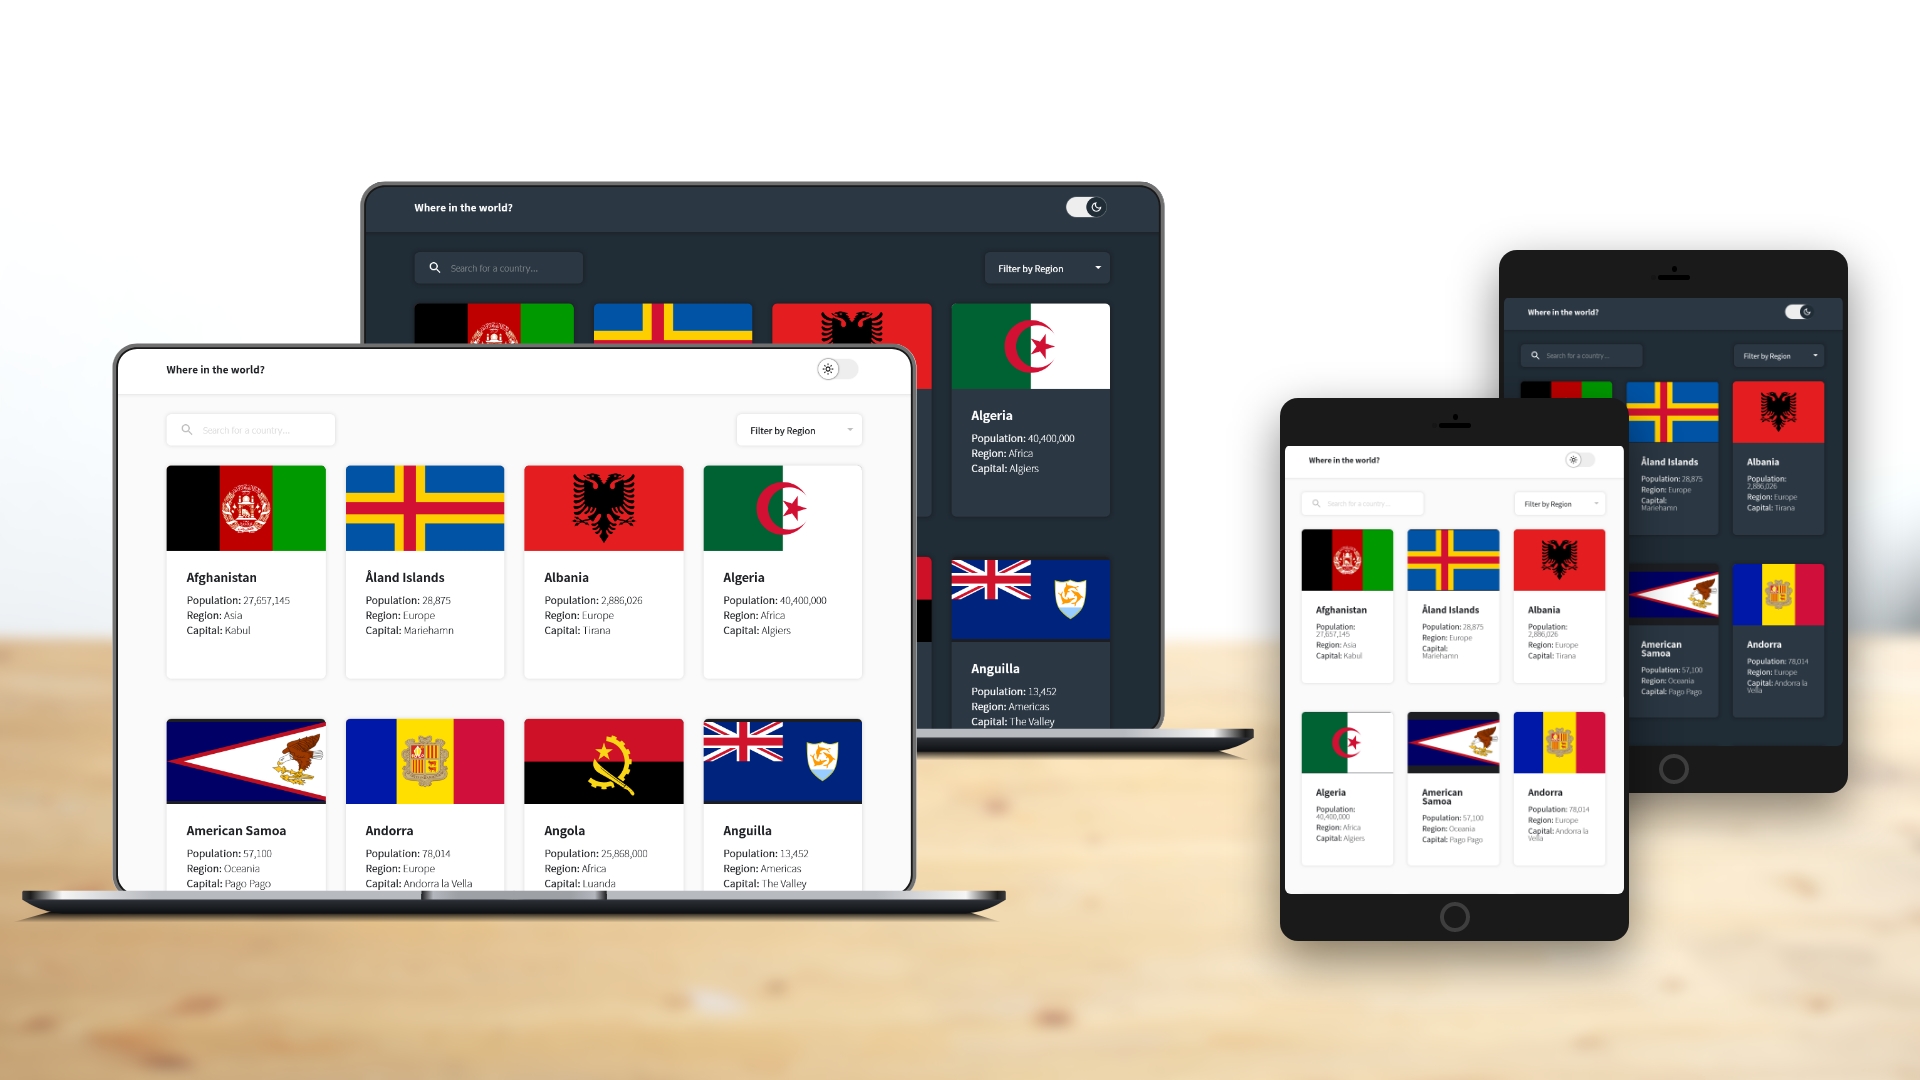 Where in the world?
Search for a country...
Filter by Region
Algeria
Population: 40,400,000
Region: Africa
Capital: Algiers
Anguilla
Population: 13,452
Region: Americas
Capital: The Valley
Where in the world?
Search for a country...
Filter by Region
Afghanistan
Population: 27,657,145
Region: Asia
Capital: Kabul
Åland Islands
Population: 28,875
Region: Europe
Capital: Mariehamn
Albania
Population: 2,886,026
Region: Europe
Capital: Tirana
Algeria
Population: 40,400,000
Region: Africa
Capital: Algiers
American Samoa
Population: 57,100
Region: Oceania
Capital: Pago Pago
Andorra
Population: 78,014
Region: Europe
Capital: Andorra la Vella
Angola
Population: 25,868,000
Region: Africa
Capital: Luanda
Anguilla
Population: 13,452
Region: Americas
Capital: The Valley
Where in the world?
Search for a country...
Filter by Region
Åland Islands
Population: 28,875
Region: Europe
Capital:
Mariehamn
Albania
Population:
2,886,026
Region: Europe
Capital: Tirana
American
Samoa
Population: 57,100
Region: Oceania
Capital: Pago Pago
Andorra
Population: 78,014
Region: Europe
Capital: Andorra la
Vella
Where in the world?
Search for a country...
Filter by Region
Afghanistan
Population:
27,657,145
Region: Asia
Capital: Kabul
Åland Islands
Population: 28,875
Region: Europe
Capital:
Mariehamn
Albania
Population:
2,886,026
Region: Europe
Capital: Tirana
Algeria
Population:
40,400,000
Region: Africa
Capital: Algiers
American
Samoa
Population: 57,100
Region: Oceania
Capital: Pago Pago
Andorra
Population: 78,014
Region: Europe
Capital: Andorra la
Vella